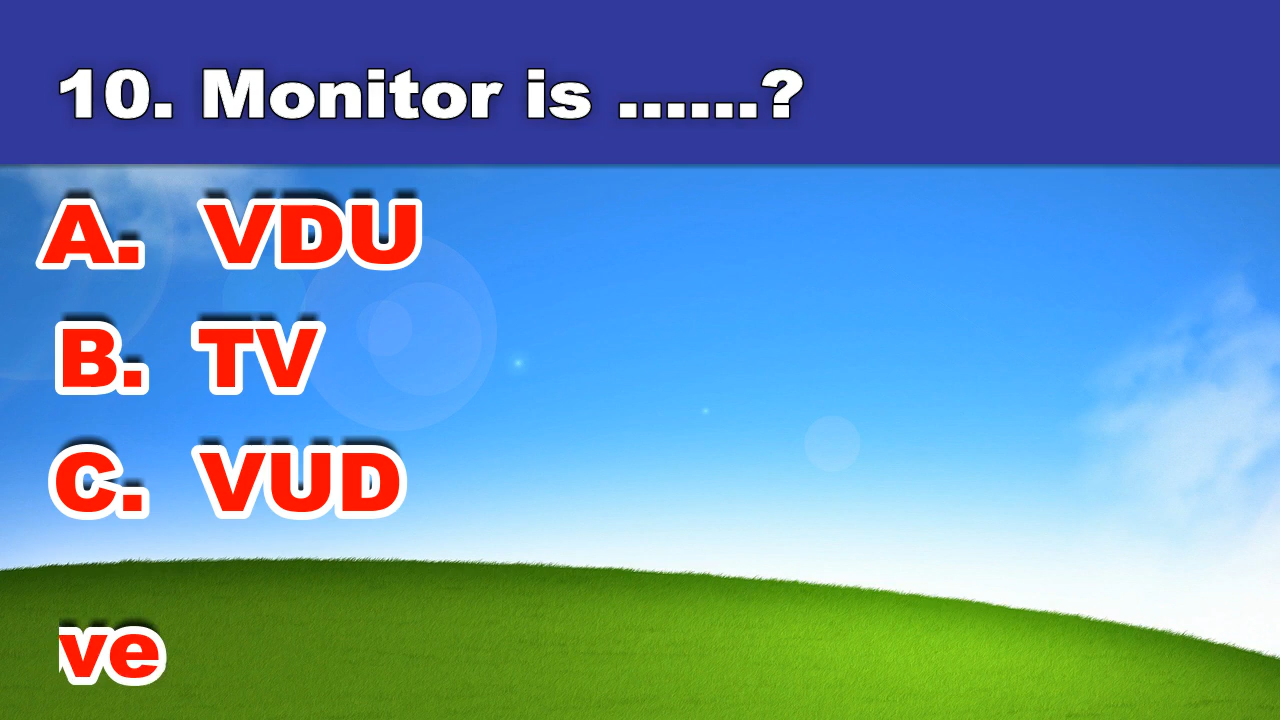 10. Monitor is ......?
A. VDU
B. TV
C. VUD
ve